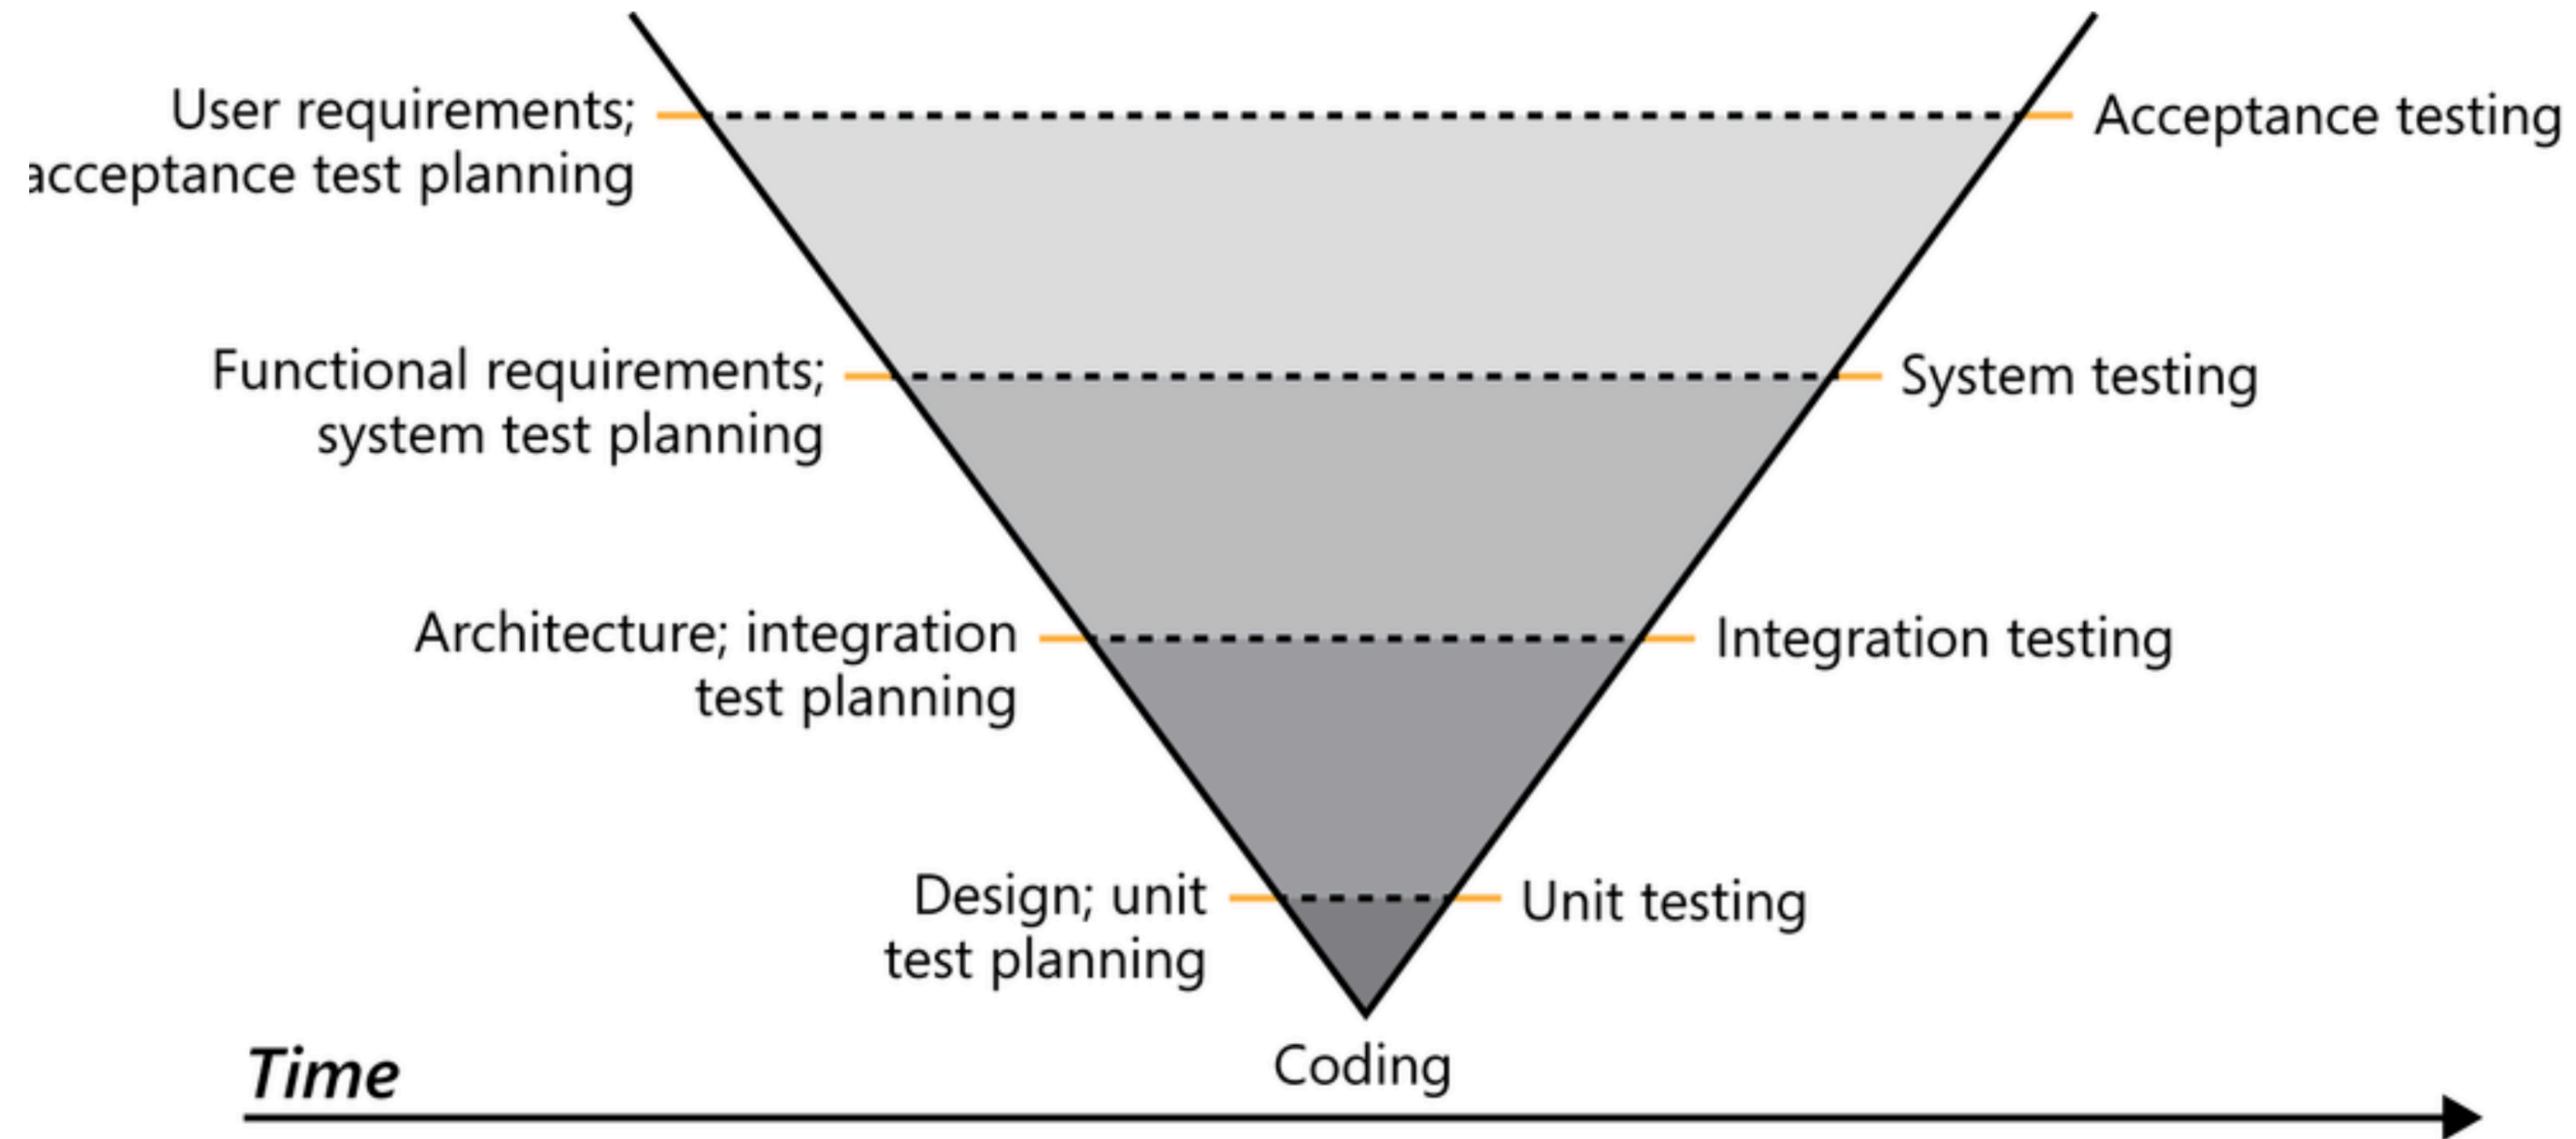 User requirements;
acceptance test planning
Acceptance testing
Functional requirements;
system test planning
System testing
Architecture; integration
test planning
Integration testing
Design; unit
test planning
Unit testing
Coding
Time